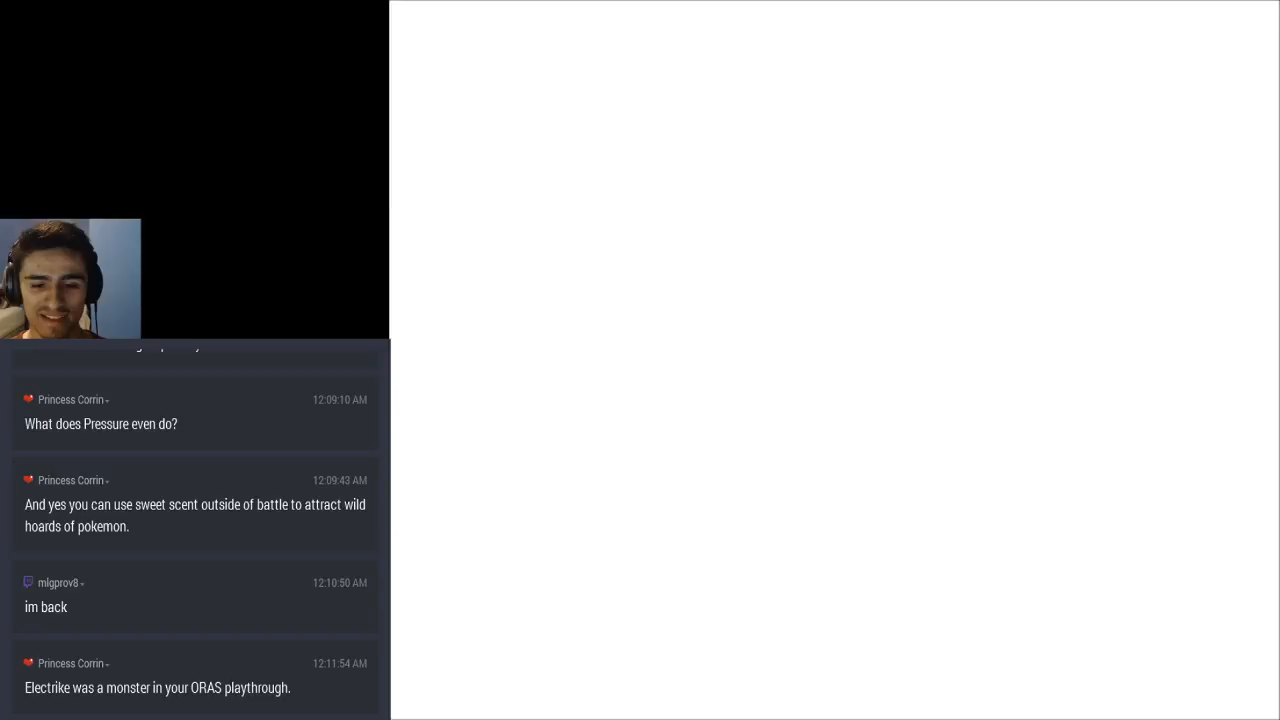 Princess Corrin
12:09:10 AM
What does Pressure even do?
Princess Corrin
12:09:43 AM
And yes you can use sweet scent outside of battle to attract wild
hoards of pokemon.
mlgprov8
12:10:50 AM
im back
Princess Corrin
12:11:54 AM
Electrike was a monster in your ORAS playthrough.